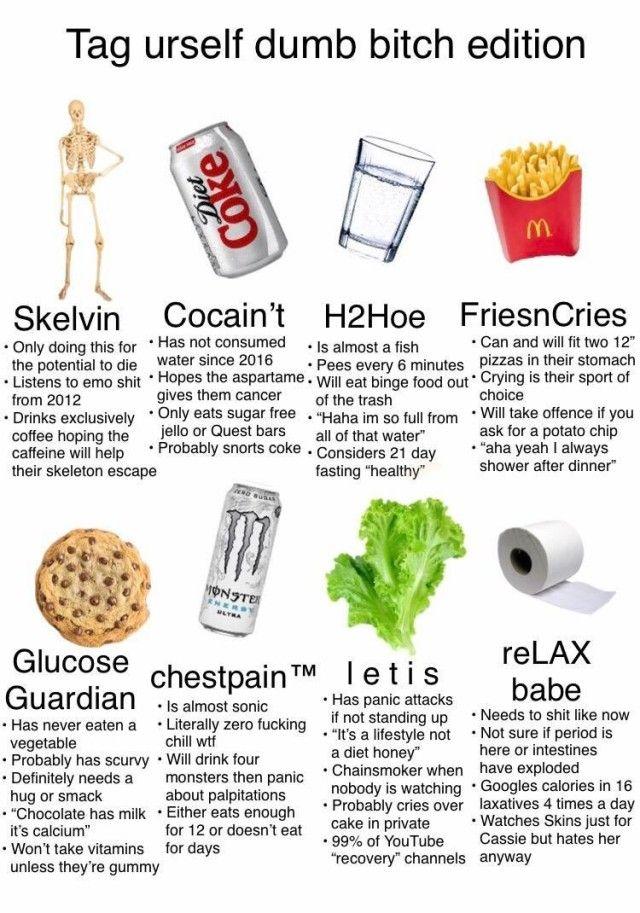 Tag urself dumb bitch edition
Diet
Coke
M
Skelvin
• Only doing this for
the potential to die
• Listens to emo shit
from 2012
• Drinks exclusively
coffee hoping the
caffeine will help
their skeleton escape
Cocain't
• Has not consumed
water since 2016
• Hopes the aspartame
gives them cancer
• Only eats sugar free
jello or Quest bars
• Probably snorts coke
H2Hoe
• Is almost a fish
• Pees every 6 minutes
• Will eat binge food out
of the trash
• “Haha im so full from
all of that water”
• Considers 21 day
fasting “healthy”
FriesnCries
• Can and will fit two 12”
pizzas in their stomach
• Crying is their sport of
choice
• Will take offence if you
ask for a potato chip
• “aha yeah I always
shower after dinner”
ZERO SUGAR
MONSTER
ENERGY
ULTRA
Glucose
Guardian
• Has never eaten a
vegetable
• Probably has scurvy
• Definitely needs a
hug or smack
• “Chocolate has milk
it's calcium”
• Won't take vitamins
unless they're gummy
chestpain™
• Is almost sonic
• Literally zero fucking
chill wtf
• Will drink four
monsters then panic
about palpitations
• Either eats enough
for 12 or doesn't eat
for days
letis
• Has panic attacks
if not standing up
• “It's a lifestyle not
a diet honey”
• Chainsmoker when
nobody is watching
• Probably cries over
cake in private
• 99% of YouTube
“recovery” channels
reLAX
babe
• Needs to shit like now
• Not sure if period is
here or intestines
have exploded
• Googles calories in 16
laxatives 4 times a day
• Watches Skins just for
Cassie but hates her
anyway